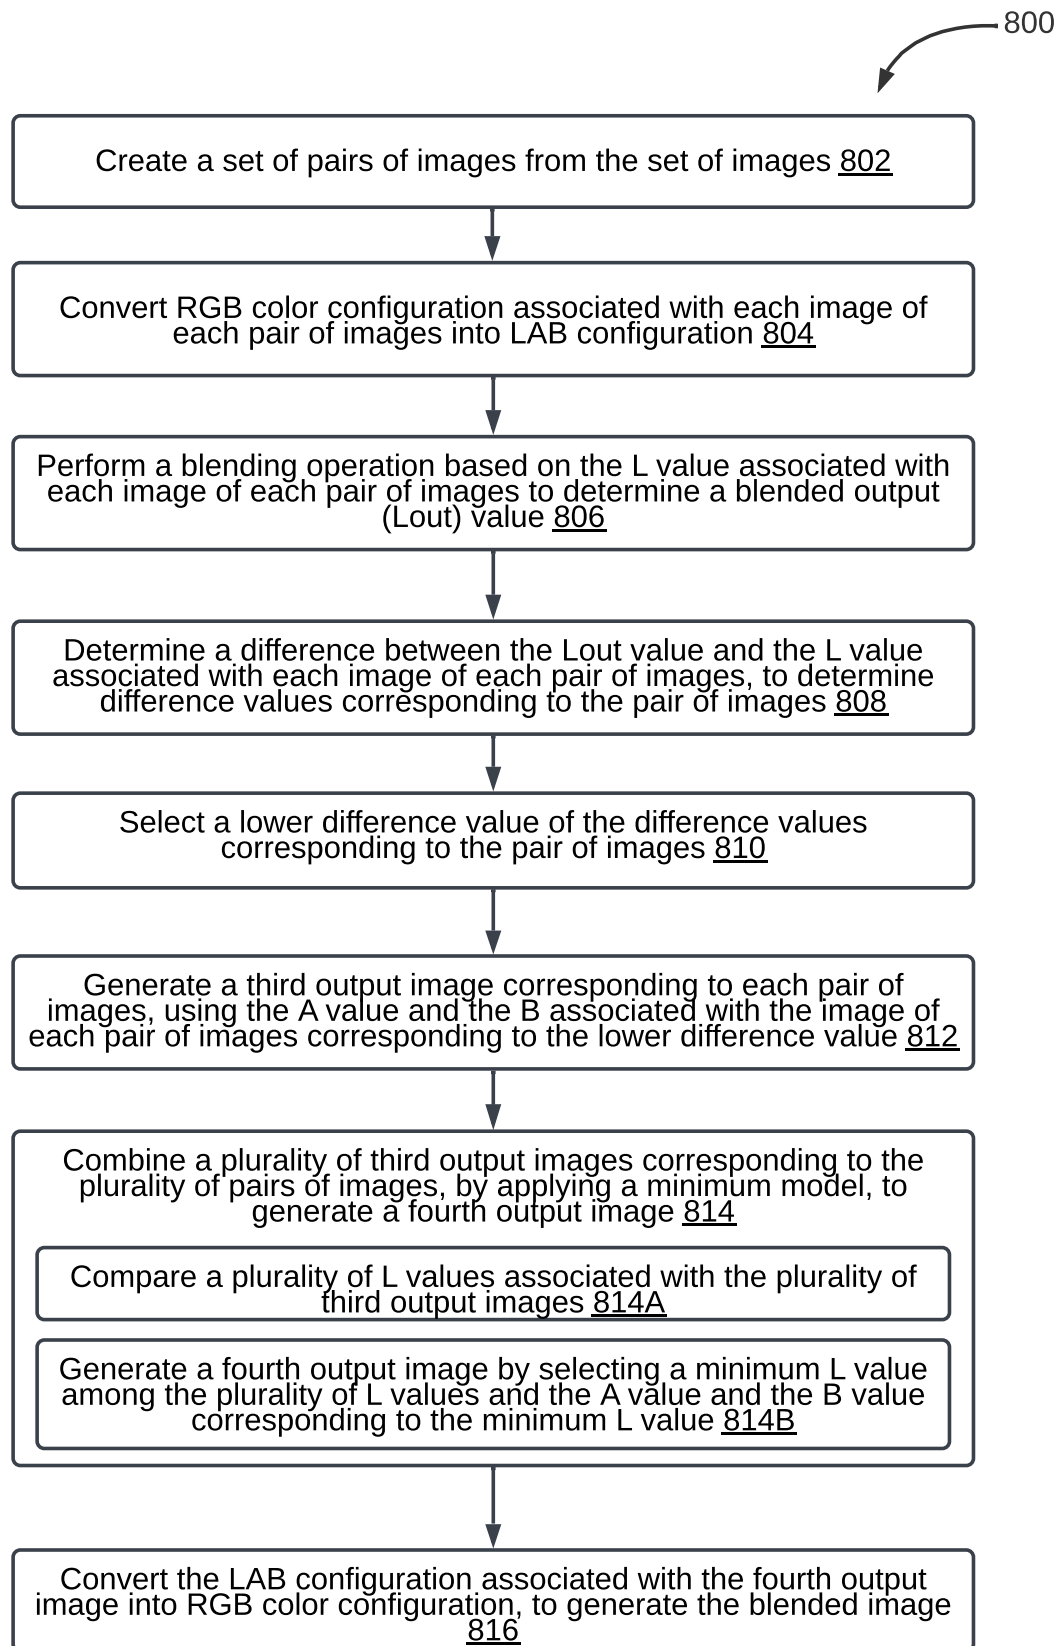 800
Create a set of pairs of images from the set of images 802
Convert RGB color configuration associated with each image of
each pair of images into LAB configuration 804
Perform a blending operation based on the L value associated with
each image of each pair of images to determine a blended output
(Lout) value 806
Determine a difference between the Lout value and the L value
associated with each image of each pair of images, to determine
difference values corresponding to the pair of images 808
Select a lower difference value of the difference values
corresponding to the pair of images 810
Generate a third output image corresponding to each pair of
images, using the A value and the B associated with the image of
each pair of images corresponding to the lower difference value 812
Combine a plurality of third output images corresponding to the
plurality of pairs of images, by applying a minimum model, to
generate a fourth output image 814
Compare a plurality of L values associated with the plurality of
third output images 814A
Generate a fourth output image by selecting a minimum L value
among the plurality of L values and the A value and the B value
corresponding to the minimum L value 814B
Convert the LAB configuration associated with the fourth output
image into RGB color configuration, to generate the blended image
816